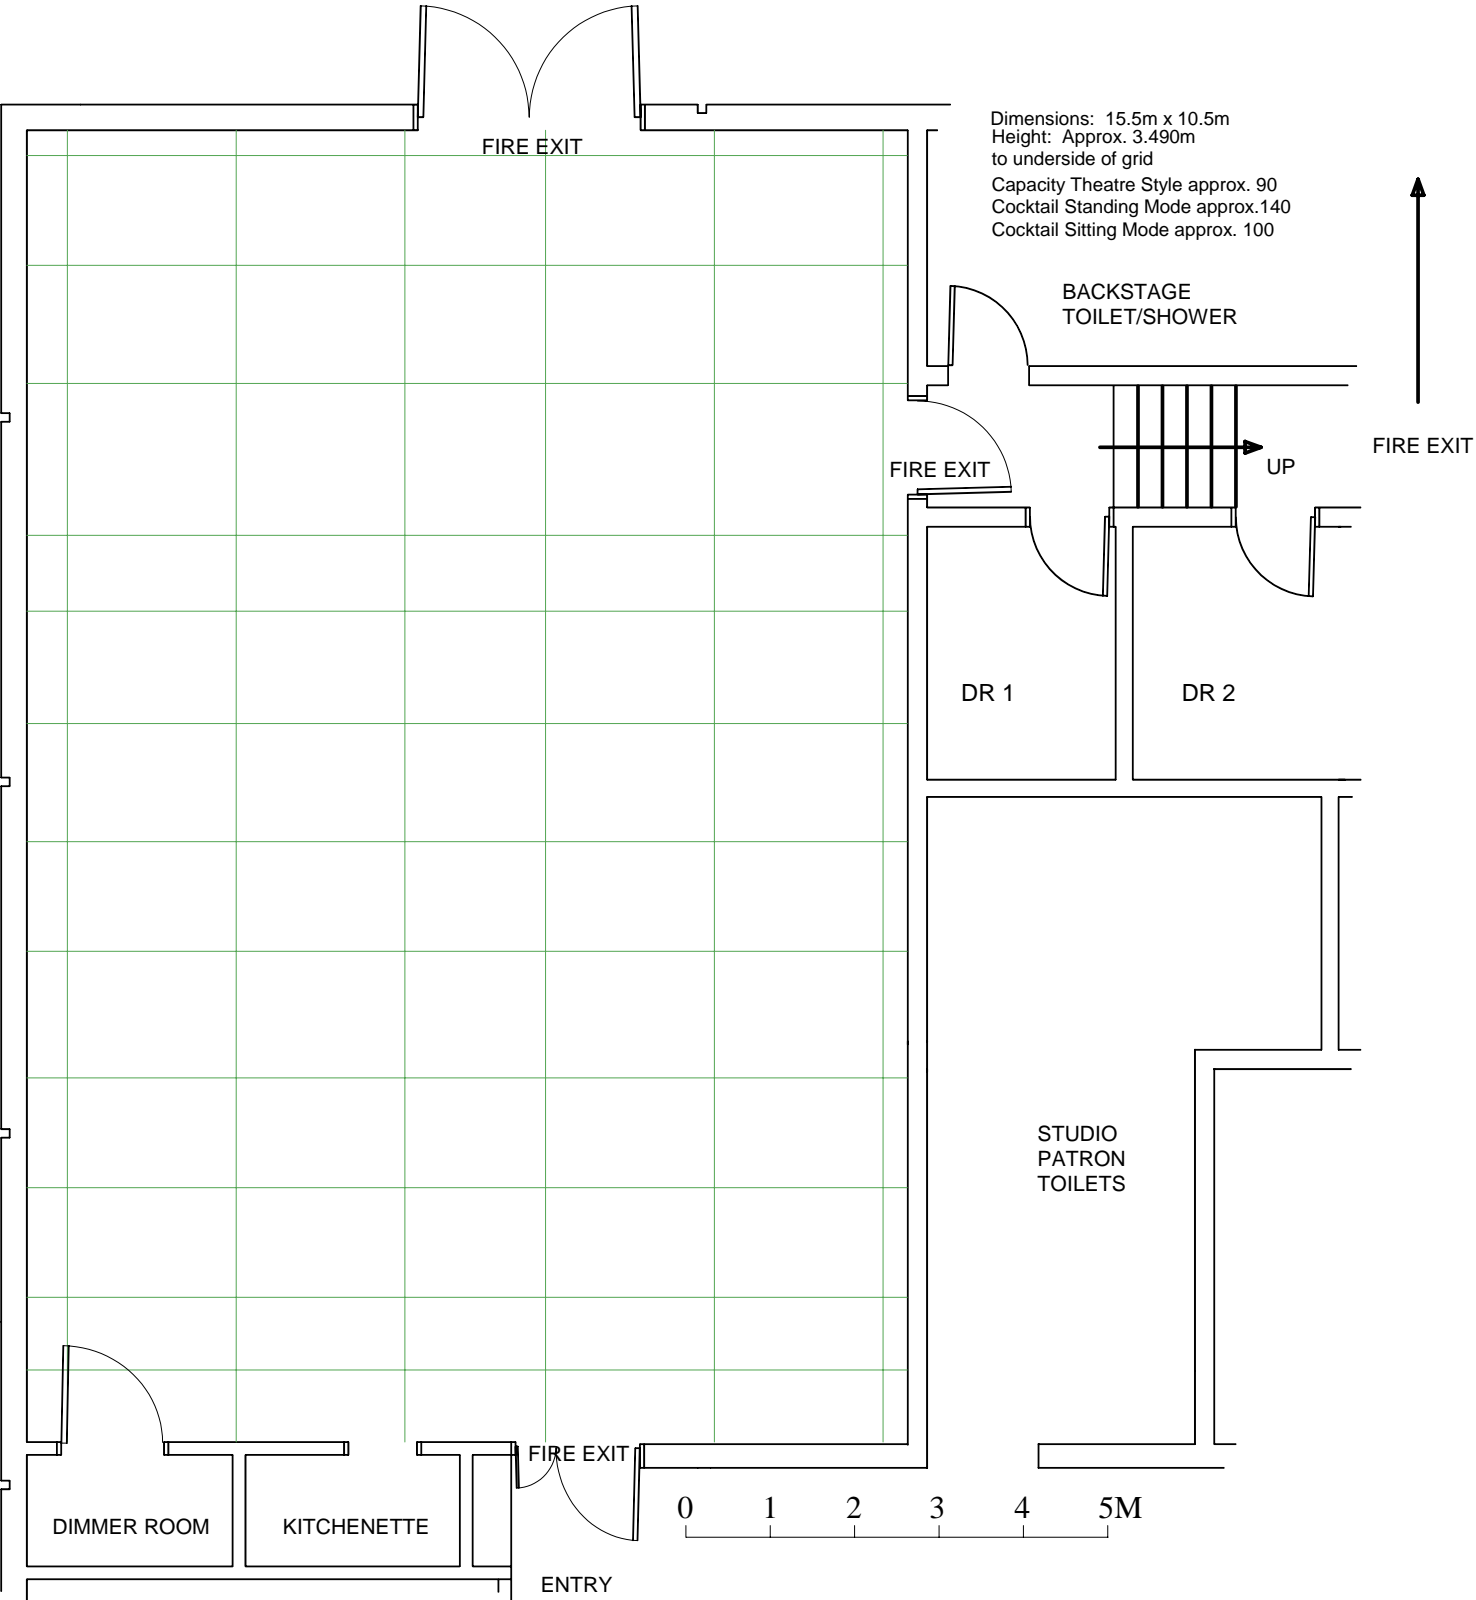 Dimensions: 15.5m x 10.5m
Height: Approx. 3.490m
to underside of grid
Capacity Theatre Style approx. 90
Cocktail Standing Mode approx.140
Cocktail Sitting Mode approx. 100
FIRE EXIT
BACKSTAGE
TOILET/SHOWER
FIRE EXIT
UP
FIRE EXIT
DR 1
DR 2
STUDIO
PATRON
TOILETS
FIRE EXIT
DIMMER ROOM
KITCHENETTE
0 1 2 3 4 5M
ENTRY